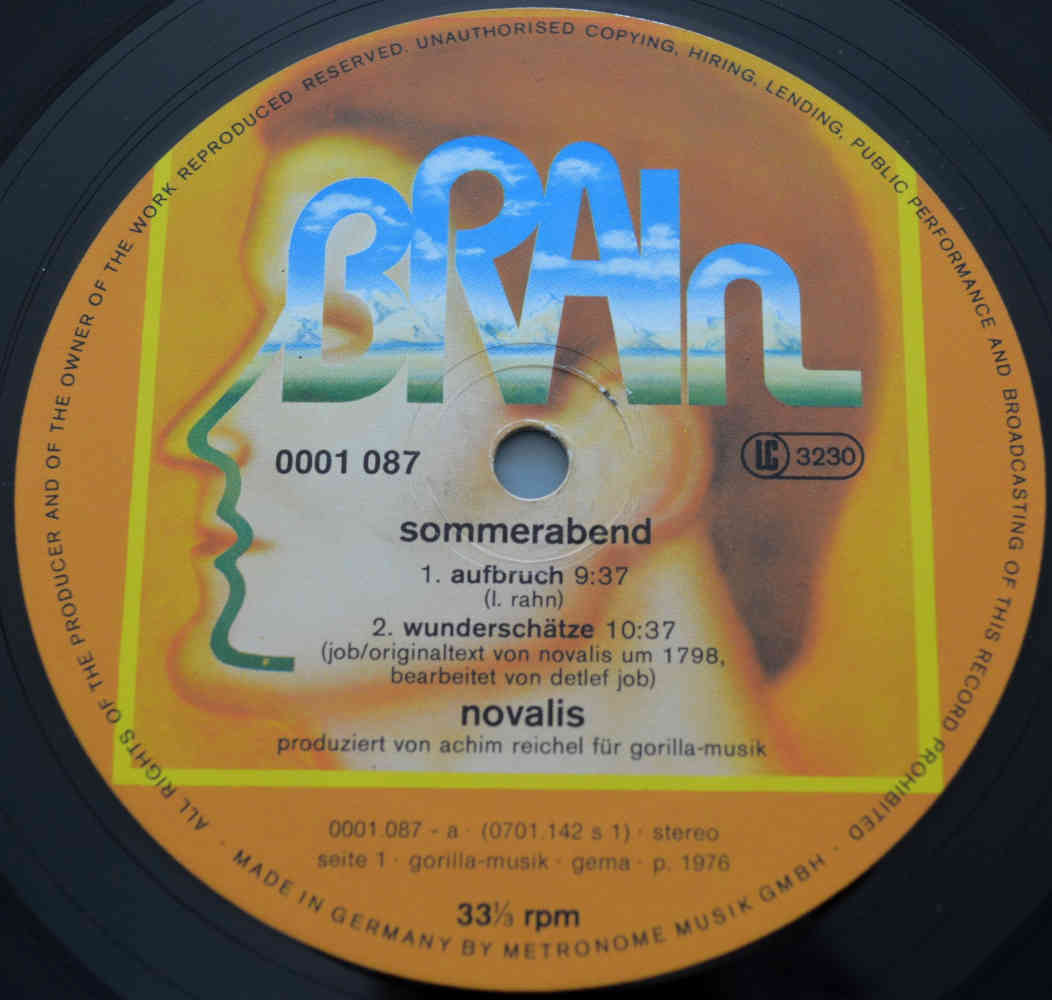 ALL RIGHTS OF THE PRODUCER AND OF THE OWNER OF THE WORK REPRODUCED RESERVED. UNAUTHORISED COPYING, HIRING, LENDING, PUBLIC PERFORMANCE AND BROADCASTING OF THIS RECORD PROHIBITED
BRAIn
0001 087
LC 3230
sommerabend
1. aufbruch 9:37
(l. rahn)
2. wunderschätze 10:37
(job/originaltext von novalis um 1798,
bearbeitet von detlef job)
novalis
produziert von achim reichel für gorilla-musik
0001.087 - a · (0701.142 s 1) · stereo
seite 1 · gorilla-musik · gema · p. 1976
33⅓ rpm
· MADE IN GERMANY BY METRONOME MUSIK GMBH ·